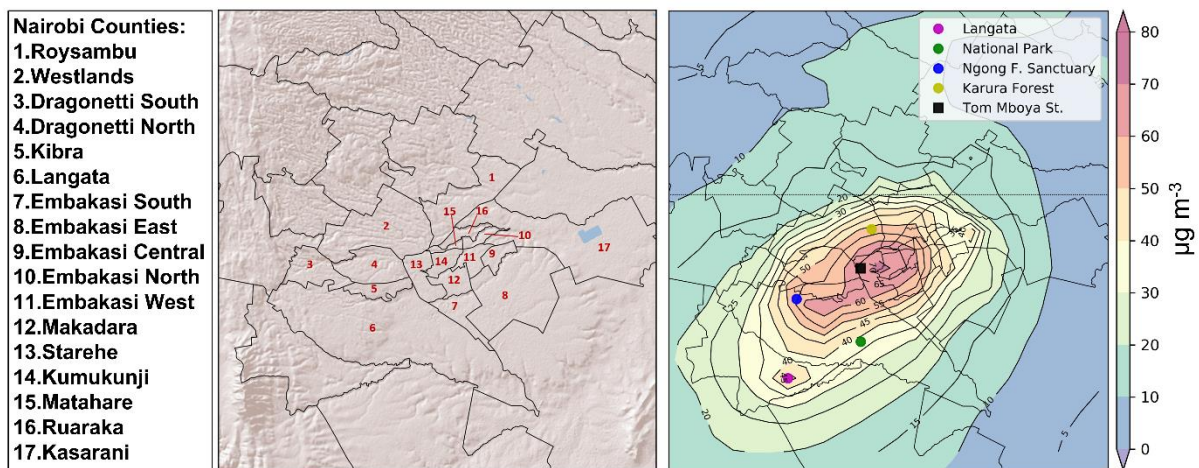 Nairobi Counties:
1.Roysambu
2.Westlands
3.Dragonetti South
4.Dragonetti North
5.Kibra
6.Langata
7.Embakasi South
8.Embakasi East
9.Embakasi Central
10.Embakasi North
11.Embakasi West
12.Makadara
13.Starehe
14.Kumukunji
15.Matahare
16.Ruaraka
17.Kasarani
1
15
16
2
10
17
3
4
13
14
11
9
12
5
8
7
6
Langata
National Park
Ngong F. Sanctuary
Karura Forest
Tom Mboya St.
10
20
30
50
65
55
60
45
40
40
15
20
10
15
5
80
70
60
50
40
30
20
10
0
µg m-3